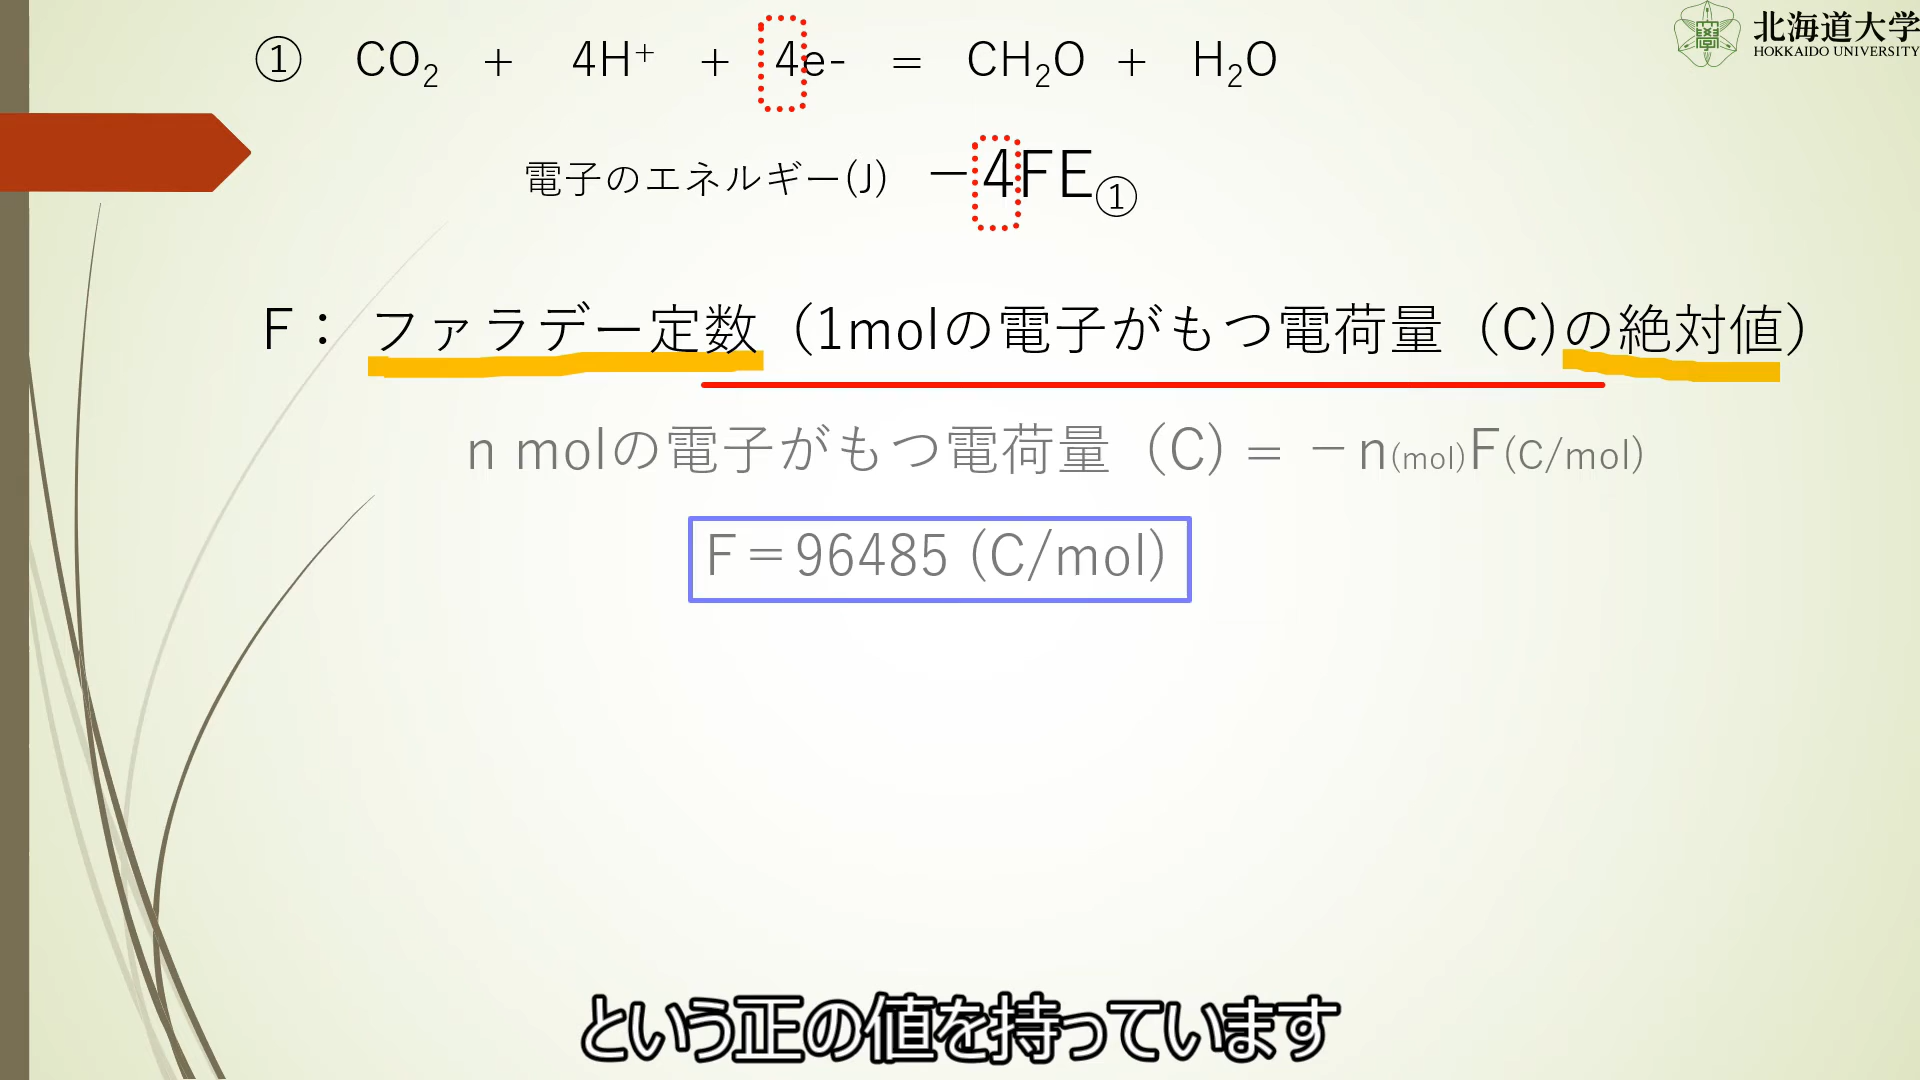 ① CO₂ + 4H⁺ + 4e- = CH₂O + H₂O
北海道大学
HOKKAIDO UNIVERSITY
電子のエネルギー(J) −4FE①
F： ファラデー定数（1molの電子がもつ電荷量（C)の絶対値）
n molの電子がもつ電荷量（C) = −n(mol)F(C/mol)
F＝96485 (C/mol)
という正の値を持っています